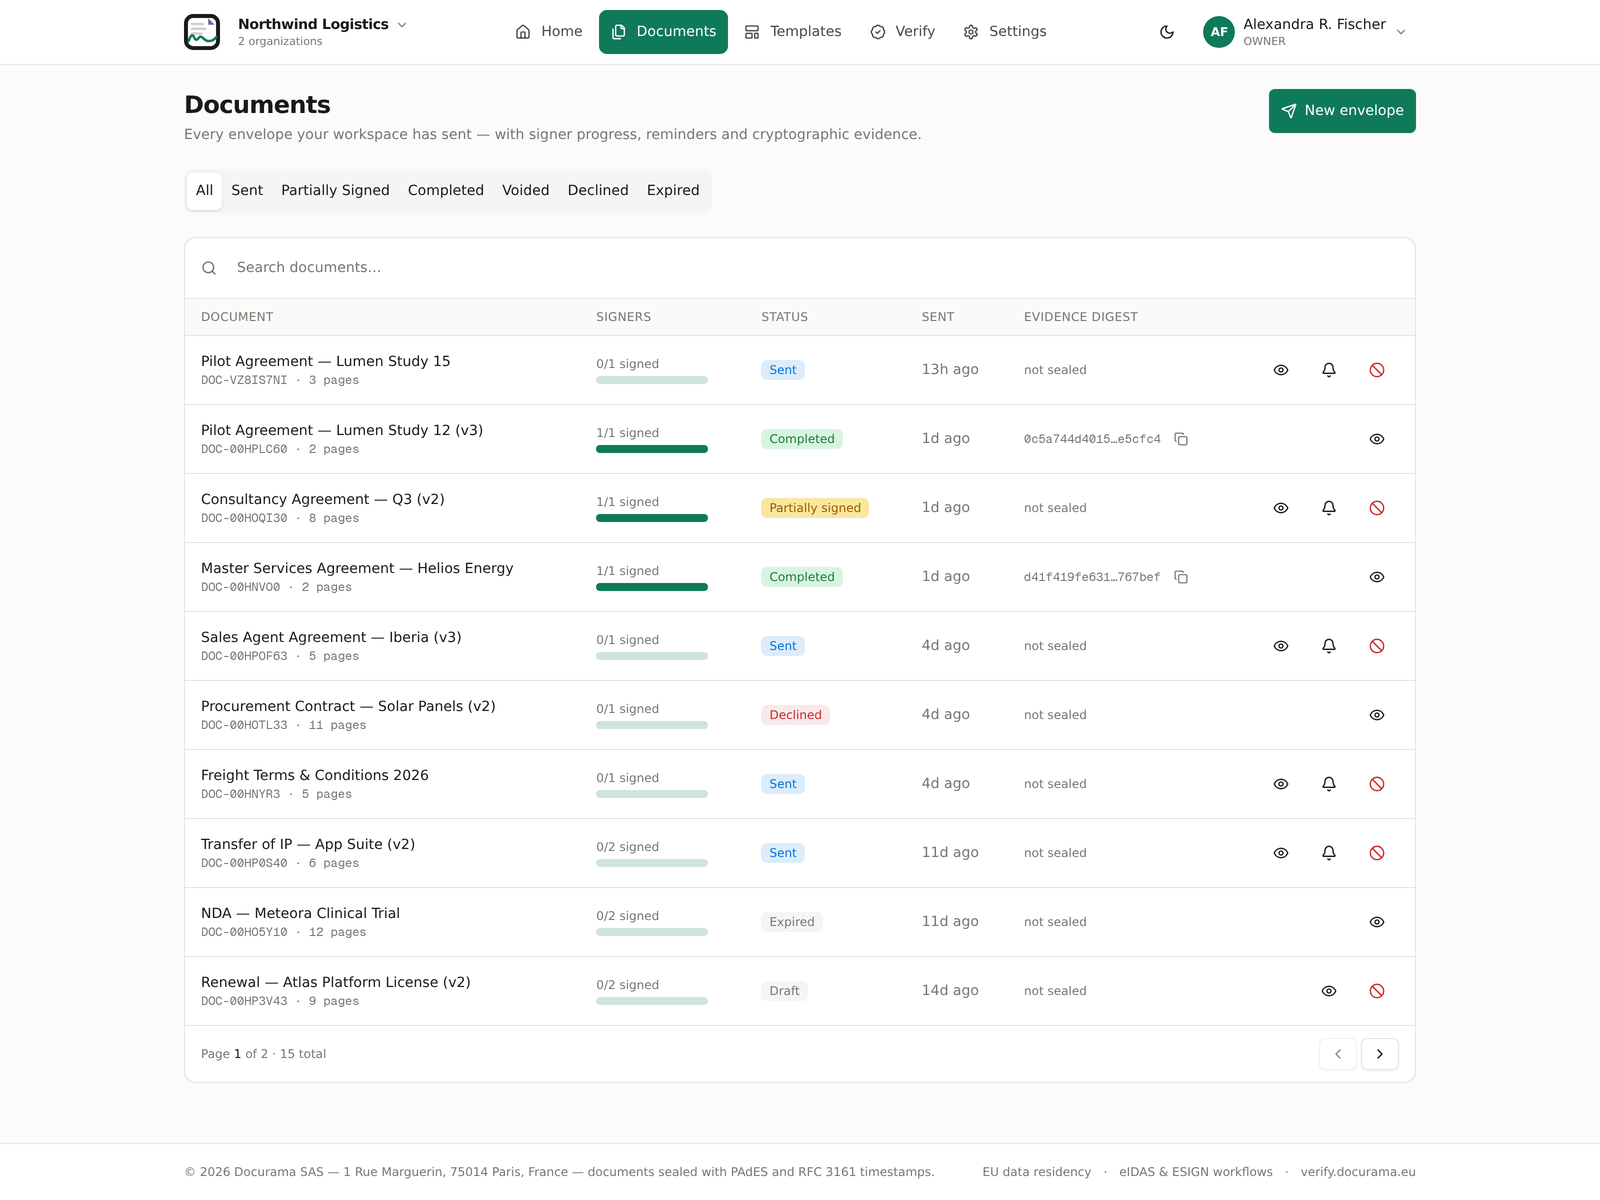 Northwind Logistics
2 organizations
Home
Documents
Templates
Verify
Settings
AF
Alexandra R. Fischer
OWNER
Documents
Every envelope your workspace has sent — with signer progress, reminders and cryptographic evidence.
New envelope
All Sent Partially Signed Completed Voided Declined Expired
Search documents...
DOCUMENT SIGNERS STATUS SENT EVIDENCE DIGEST
Pilot Agreement — Lumen Study 15
DOC-VZ8IS7NI · 3 pages
0/1 signed
Sent
13h ago
not sealed
Pilot Agreement — Lumen Study 12 (v3)
DOC-00HPLC60 · 2 pages
1/1 signed
Completed
1d ago
0c5a744d4015…e5cfc4
Consultancy Agreement — Q3 (v2)
DOC-00HOQI30 · 8 pages
1/1 signed
Partially signed
1d ago
not sealed
Master Services Agreement — Helios Energy
DOC-00HNVO0 · 2 pages
1/1 signed
Completed
1d ago
d41f419fe631…767bef
Sales Agent Agreement — Iberia (v3)
DOC-00HPOF63 · 5 pages
0/1 signed
Sent
4d ago
not sealed
Procurement Contract — Solar Panels (v2)
DOC-00HOTL33 · 11 pages
0/1 signed
Declined
4d ago
not sealed
Freight Terms & Conditions 2026
DOC-00HNYR3 · 5 pages
0/1 signed
Sent
4d ago
not sealed
Transfer of IP — App Suite (v2)
DOC-00HP0S40 · 6 pages
0/2 signed
Sent
11d ago
not sealed
NDA — Meteora Clinical Trial
DOC-00HO5Y10 · 12 pages
0/2 signed
Expired
11d ago
not sealed
Renewal — Atlas Platform License (v2)
DOC-00HP3V43 · 9 pages
0/2 signed
Draft
14d ago
not sealed
Page 1 of 2 · 15 total
© 2026 Docurama SAS — 1 Rue Marguerin, 75014 Paris, France — documents sealed with PAdES and RFC 3161 timestamps.
EU data residency · eIDAS & ESIGN workflows · verify.docurama.eu